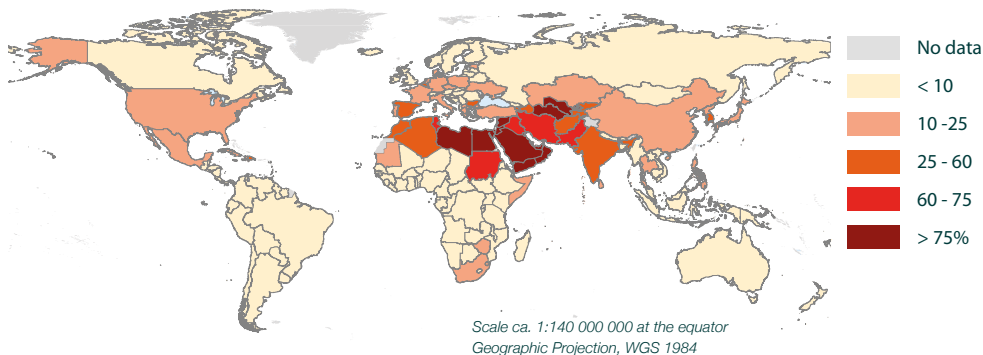 No data
< 10
10 -25
25 - 60
60 - 75
> 75%
Scale ca. 1:140 000 000 at the equator
Geographic Projection, WGS 1984